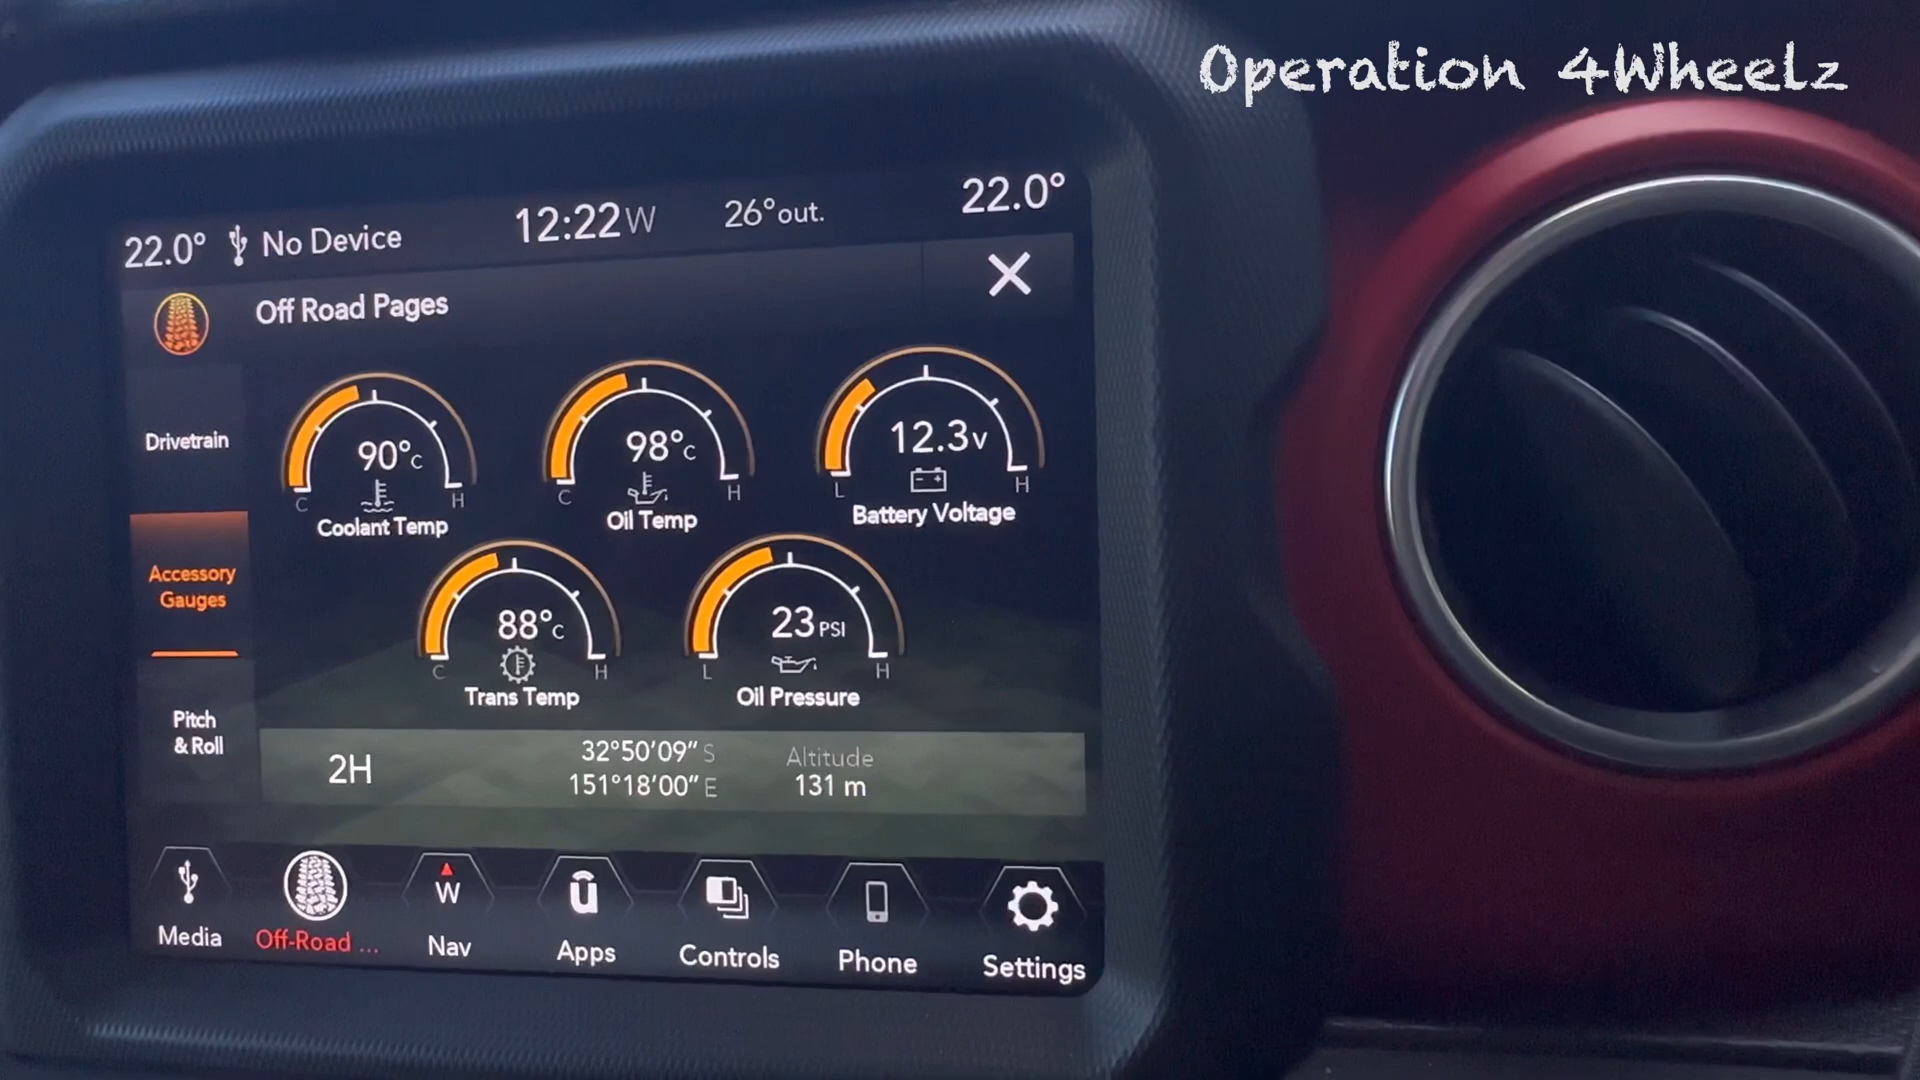 Operation 4Wheelz
22.0° No Device 12:22 W 26°out. 22.0°
Off Road Pages
Drivetrain
90°C
C H
Coolant Temp
98°C
C H
Oil Temp
12.3V
L H
Battery Voltage
Accessory
Gauges
88°C
C H
Trans Temp
23 PSI
L H
Oil Pressure
Pitch
& Roll
2H
32°50'09" S
151°18'00" E
Altitude
131 m
W
Media
Off-Road ...
Nav
Apps
Controls
Phone
Settings